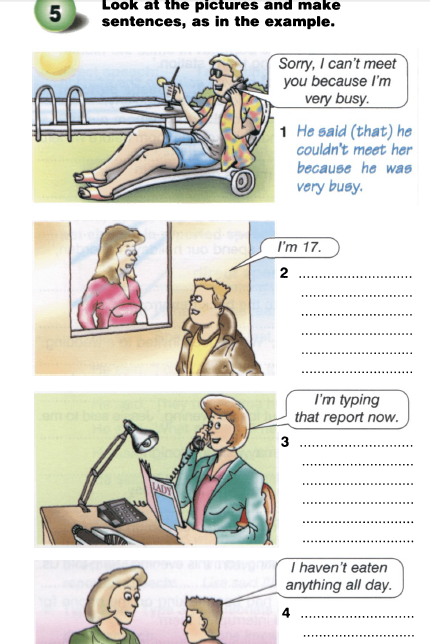 5 Look at the pictures and make
sentences, as in the example.
Sorry, I can't meet
you because I'm
very busy.
1 He said (that) he
couldn't meet her
because he was
very busy.
I'm 17.
2 ..............................
..............................
..............................
..............................
..............................
..............................
I'm typing
that report now.
LADY
3 ..............................
..............................
..............................
..............................
..............................
..............................
I haven't eaten
anything all day.
4 ..............................
..............................